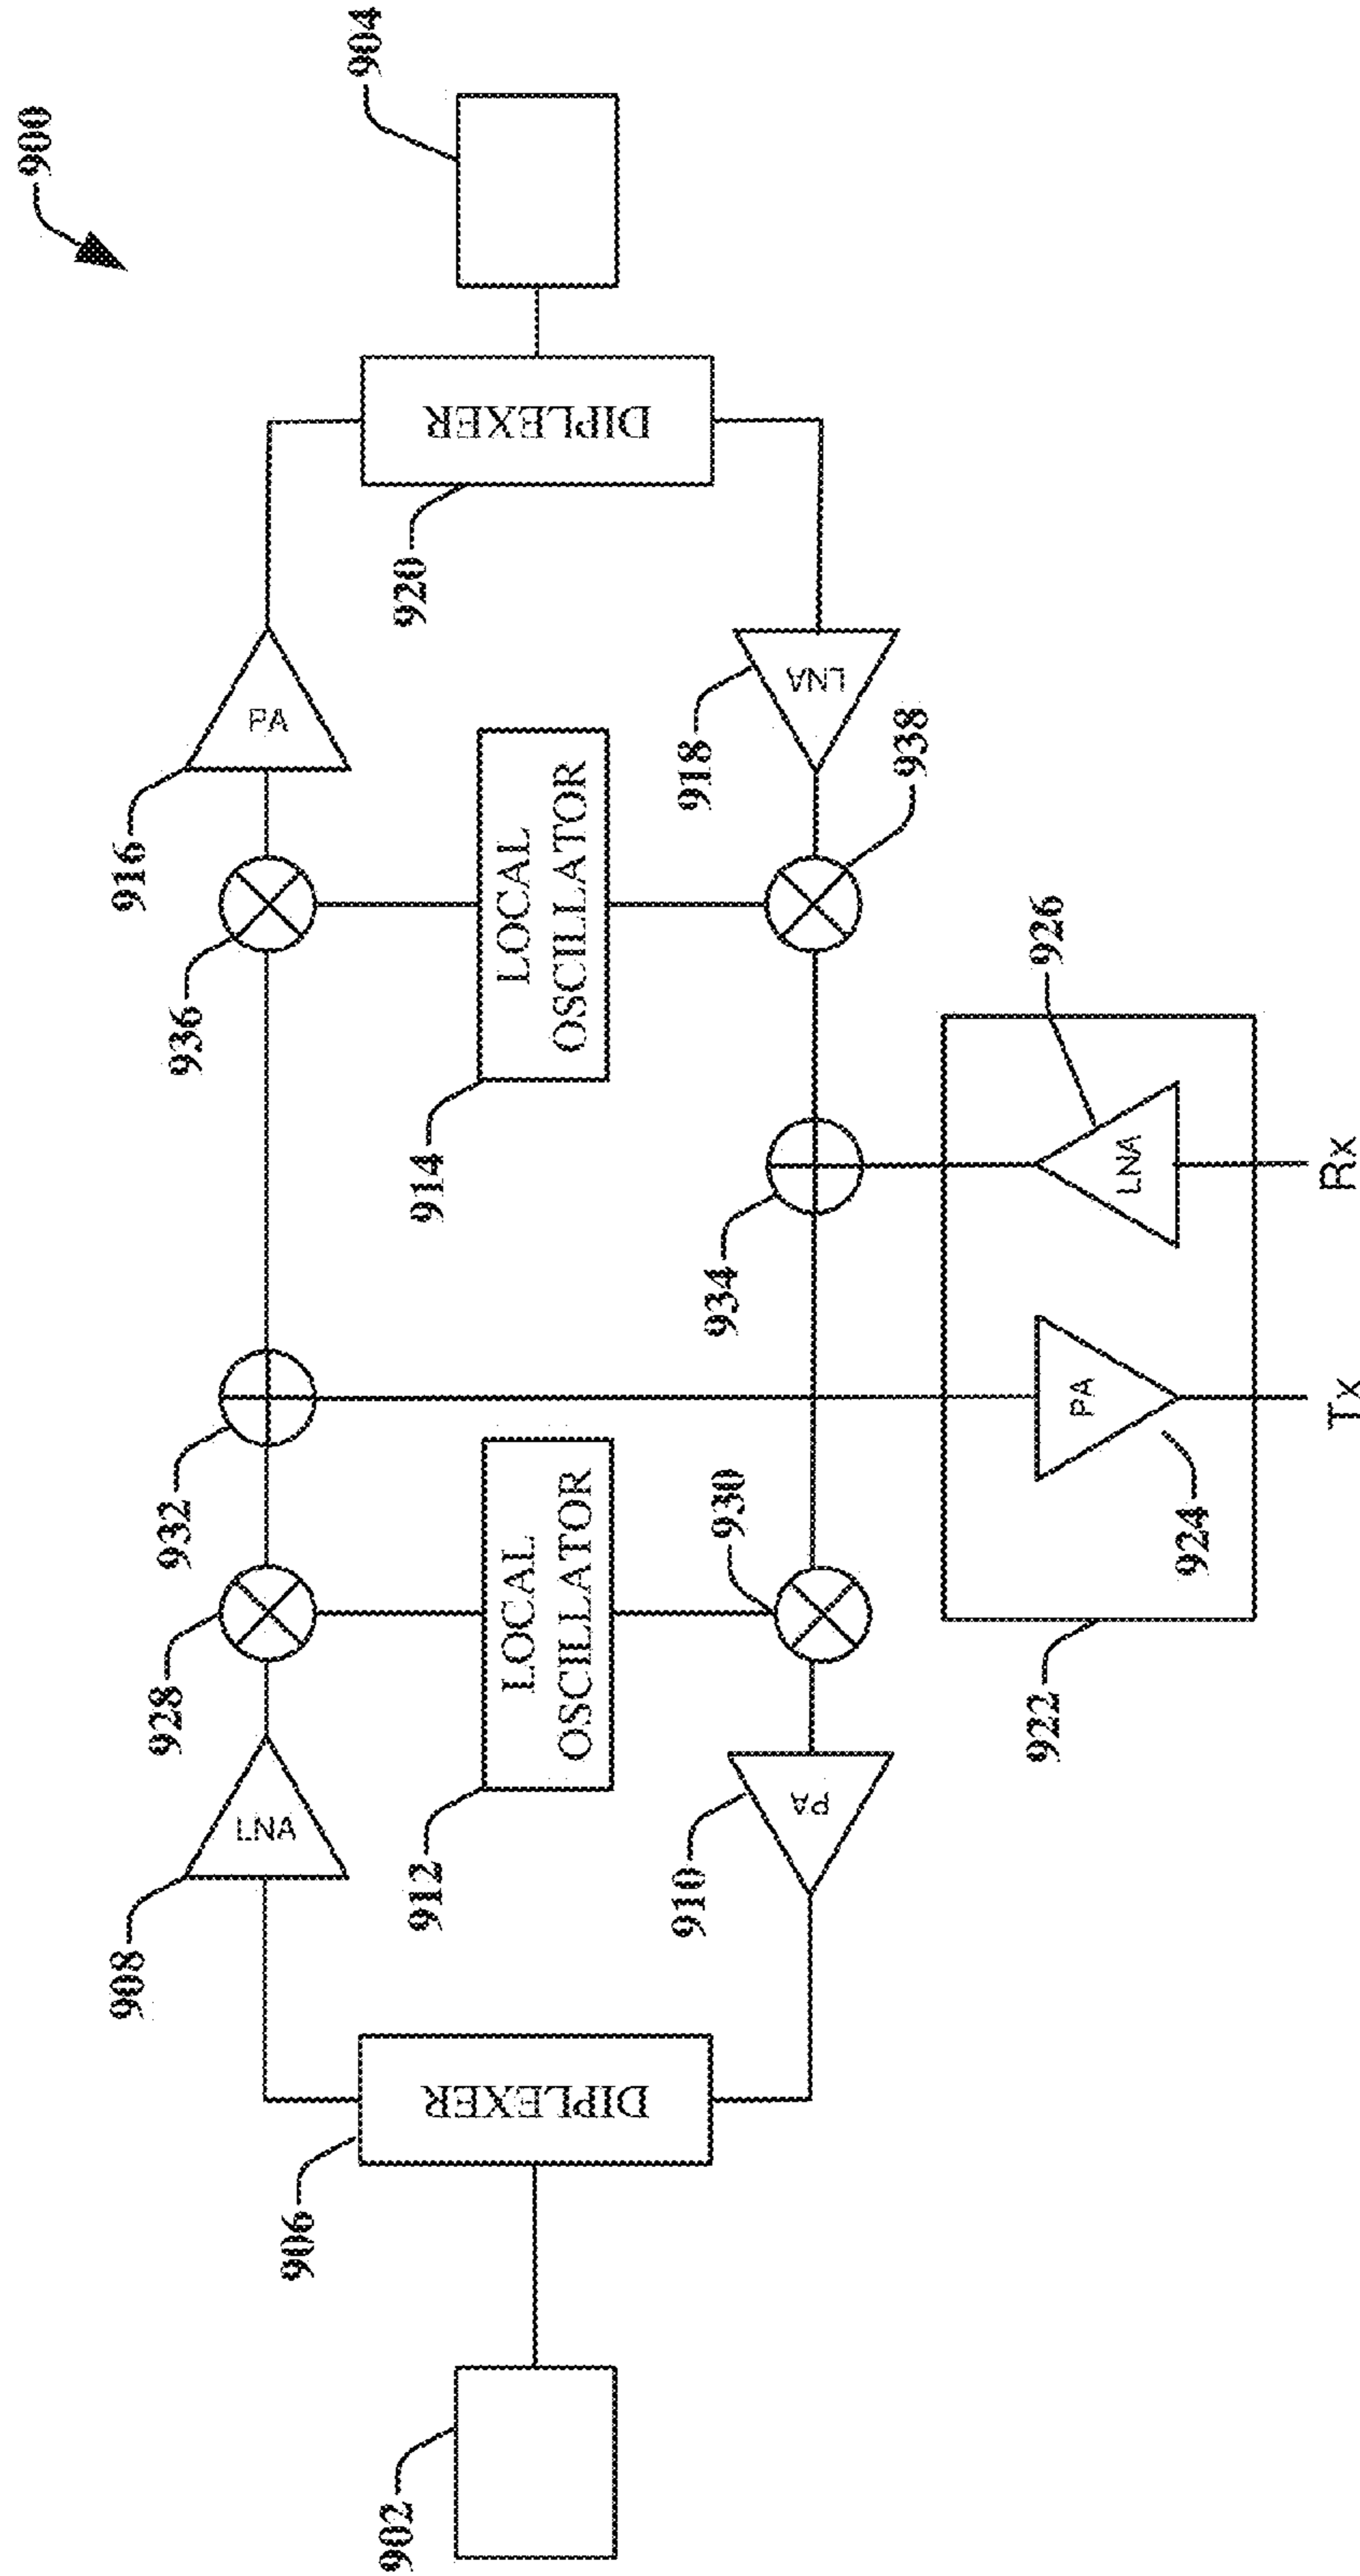 900
904
902
906
DIPLEXER
908
LNA
928
932
936
916
PA
920
DIPLEXER
912
LOCAL
OSCILLATOR
914
LOCAL
OSCILLATOR
910
PA
930
934
938
918
LNA
922
924
PA
926
LNA
Tx
Rx